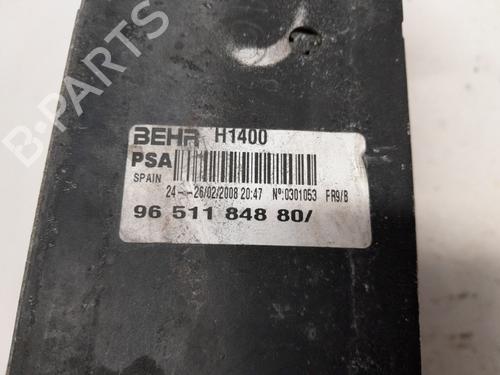 B-PARTS
BEHR H1400
PSA
SPAIN
24--26/02/2008 20:47 Nº:0301053 FR9/B
96 511 848 80/